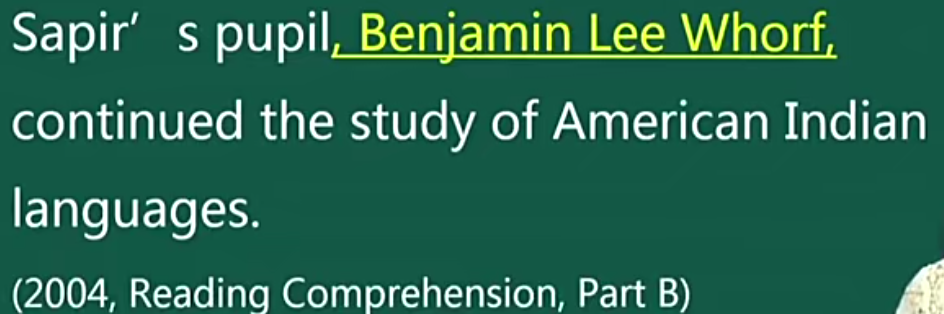 Sapir’ s pupil, Benjamin Lee Whorf,
continued the study of American Indian
languages.
(2004, Reading Comprehension, Part B)